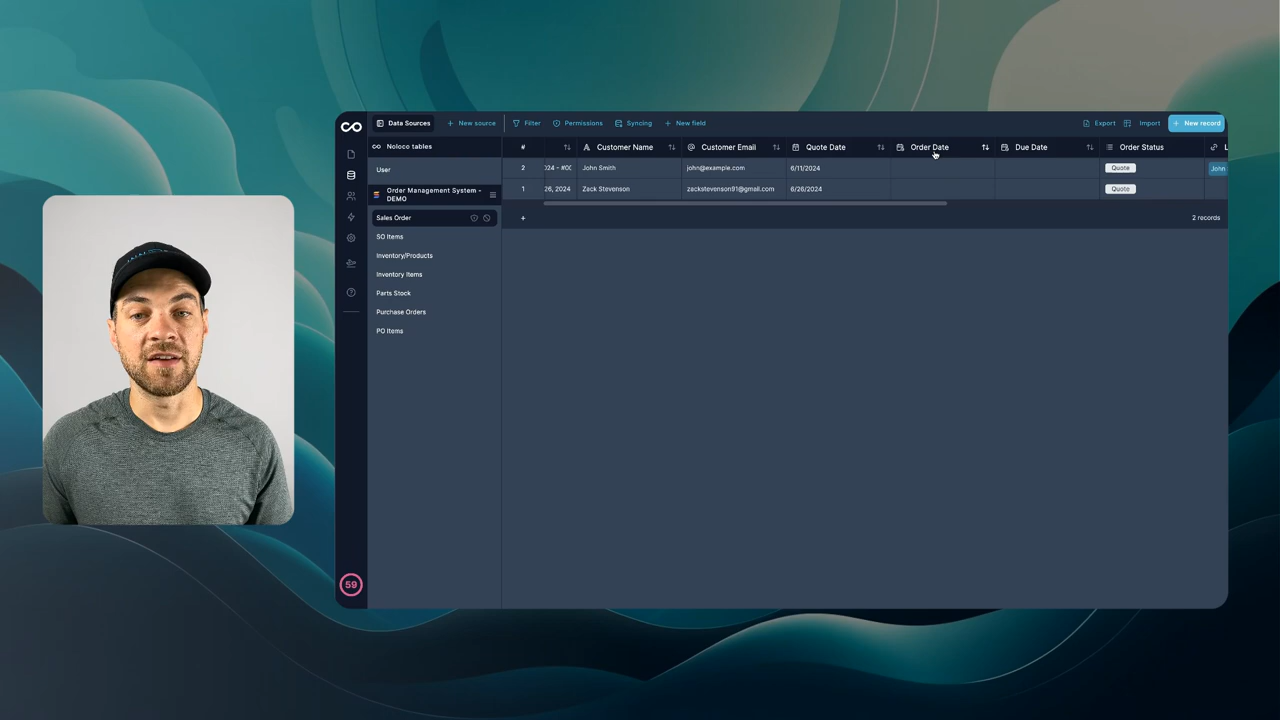 Data Sources
New source
Filter
Permissions
Syncing
New field
Export
Import
New record
Noloco tables
User
Order Management System - DEMO
Sales Order
SO Items
Inventory/Products
Inventory Items
Parts Stock
Purchase Orders
PO Items
59
# Customer Name Customer Email Quote Date Order Date Due Date Order Status L
2 024 - #00 John Smith john@example.com 6/11/2024 Quote John
1 26, 2024 Zack Stevenson zackstevenson91@gmail.com 6/26/2024 Quote
+ 2 records